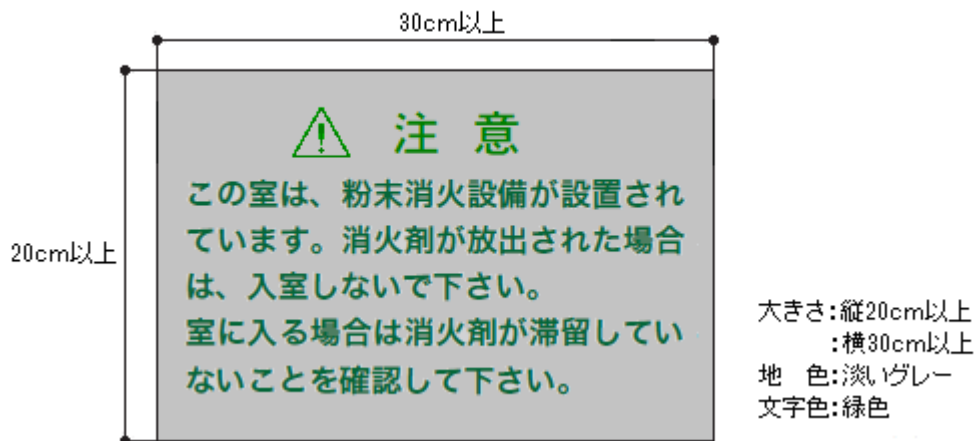 30cm以上
20cm以上
⚠ 注 意
この室は、粉末消火設備が設置され
ています。消火剤が放出された場合
は、入室しないで下さい。
室に入る場合は消火剤が滞留してい
ないことを確認して下さい。
大きさ:縦20cm以上
:横30cm以上
地 色:淡いグレー
文字色:緑色